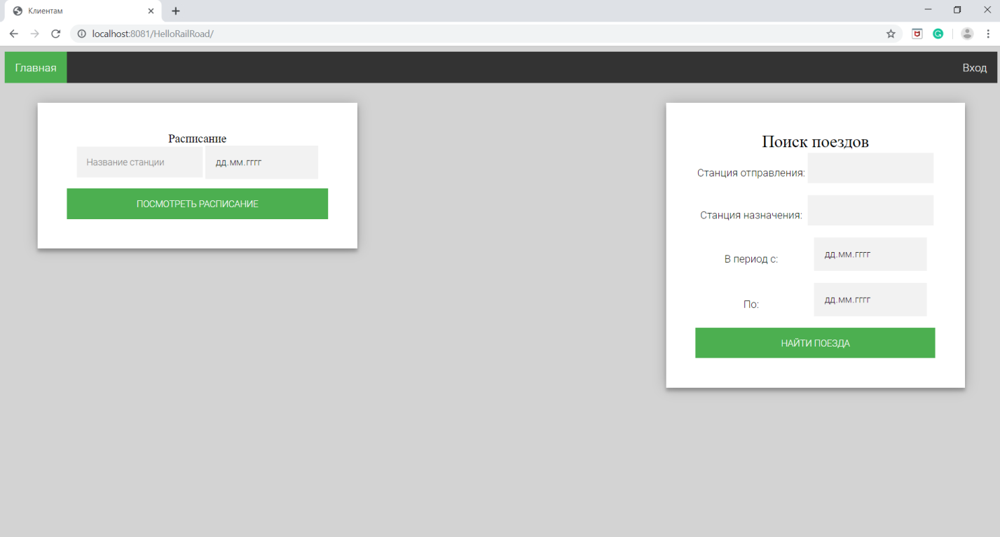 Клиентам
localhost:8081/HelloRailRoad/
Главная
Вход
Расписание
Название станции
дд.мм.гггг
ПОСМОТРЕТЬ РАСПИСАНИЕ
Поиск поездов
Станция отправления:
Станция назначения:
В период с:
дд.мм.гггг
По:
дд.мм.гггг
НАЙТИ ПОЕЗДА